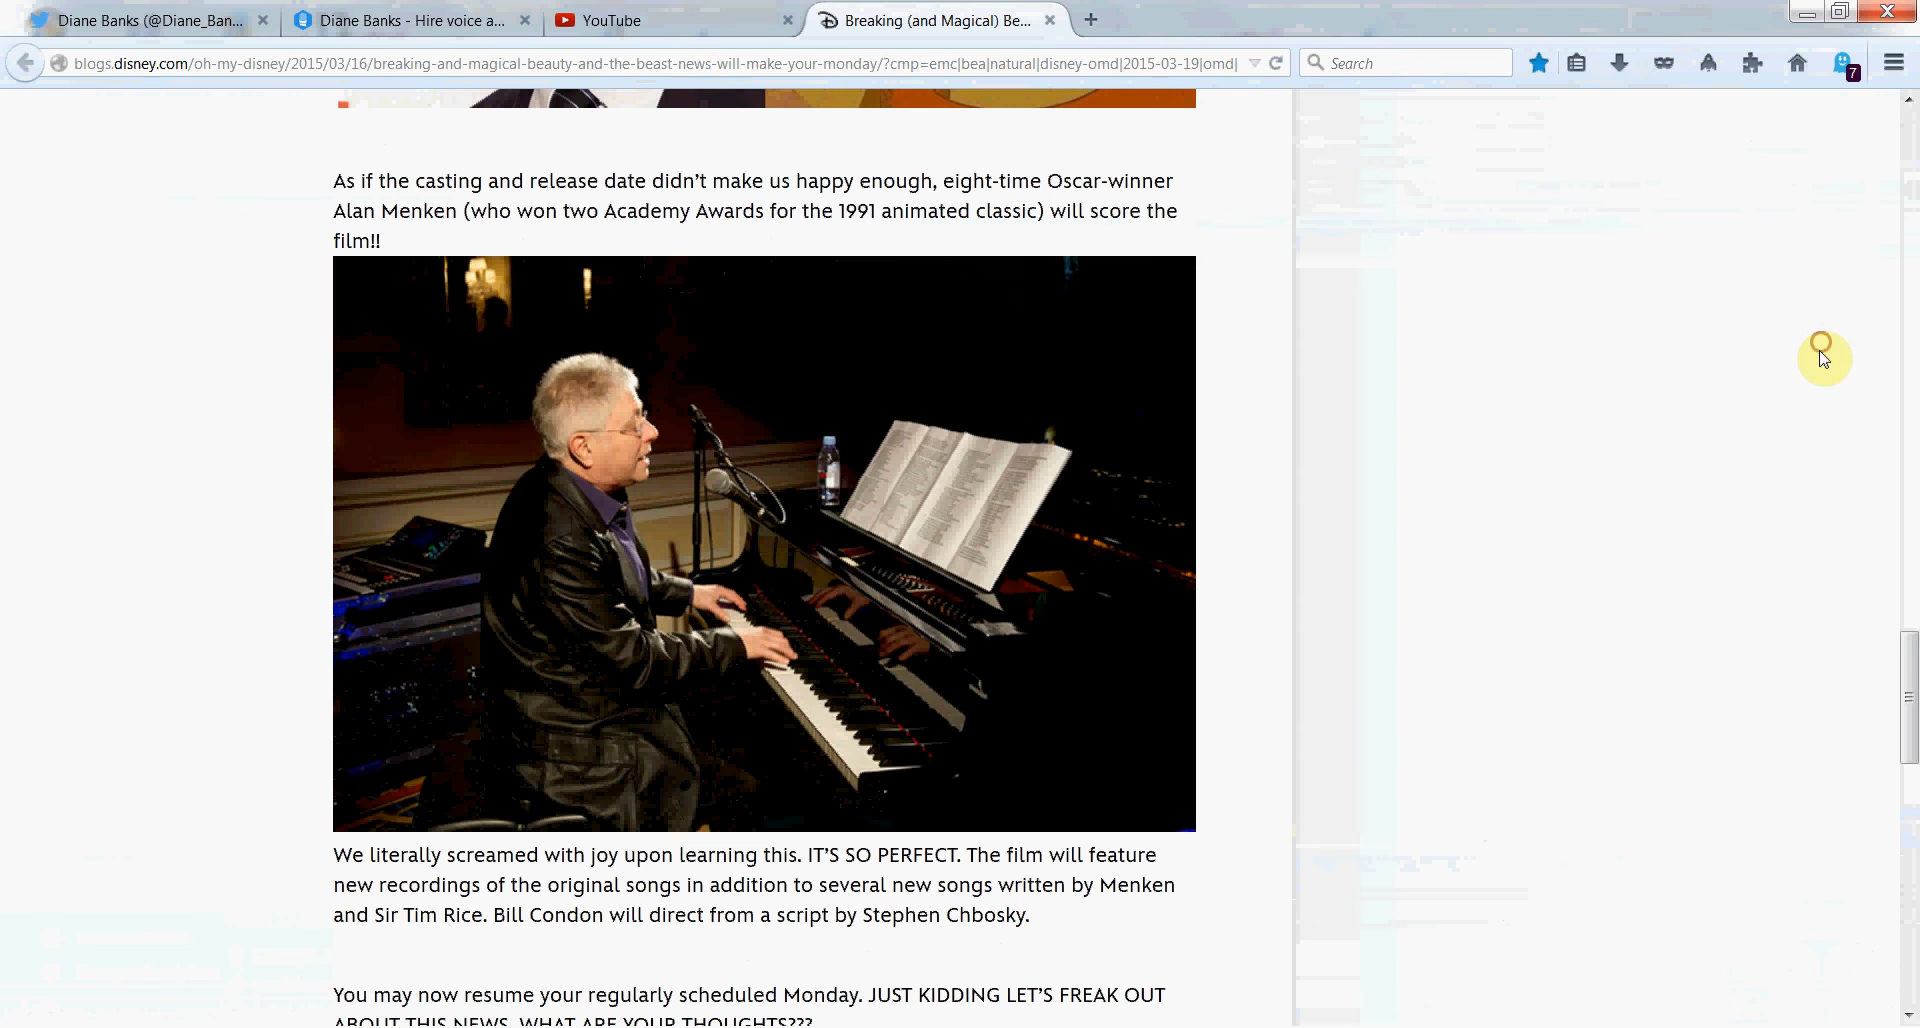 Diane Banks (@Diane_Ban...
Diane Banks - Hire voice a...
YouTube
Breaking (and Magical) Be...
blogs.disney.com/oh-my-disney/2015/03/16/breaking-and-magical-beauty-and-the-beast-news-will-make-your-monday/?cmp=emc|bea|natural|disney-omd|2015-03-19|omd|
Search
7
As if the casting and release date didn’t make us happy enough, eight-time Oscar-winner
Alan Menken (who won two Academy Awards for the 1991 animated classic) will score the
film!!
We literally screamed with joy upon learning this. IT’S SO PERFECT. The film will feature
new recordings of the original songs in addition to several new songs written by Menken
and Sir Tim Rice. Bill Condon will direct from a script by Stephen Chbosky.
You may now resume your regularly scheduled Monday. JUST KIDDING LET’S FREAK OUT
ABOUT THIS NEWS. WHAT ARE YOUR THOUGHTS???